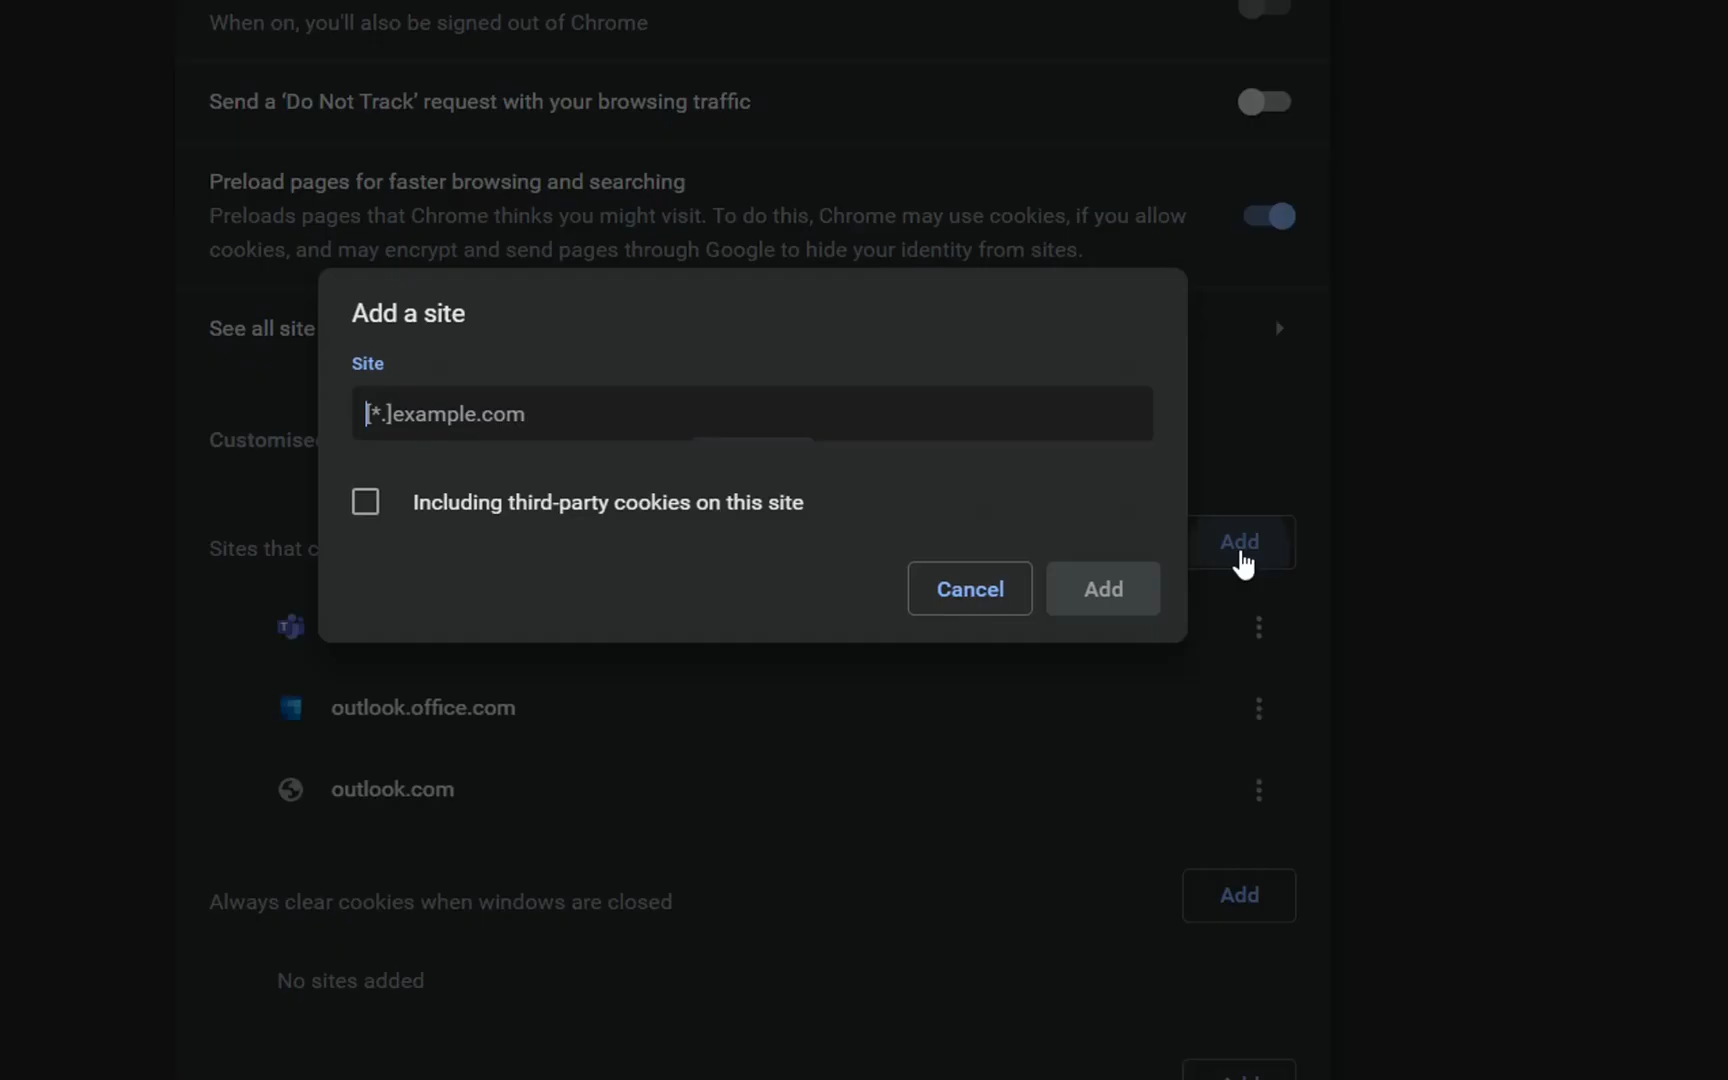 When on, you'll also be signed out of Chrome
Send a ‘Do Not Track’ request with your browsing traffic
Preload pages for faster browsing and searching
Preloads pages that Chrome thinks you might visit. To do this, Chrome may use cookies, if you allow
cookies, and may encrypt and send pages through Google to hide your identity from sites.
Add a site
See all site
Site
[*.]example.com
Customise
Including third-party cookies on this site
Sites that
Add
Cancel
Add
outlook.office.com
outlook.com
Always clear cookies when windows are closed
Add
No sites added